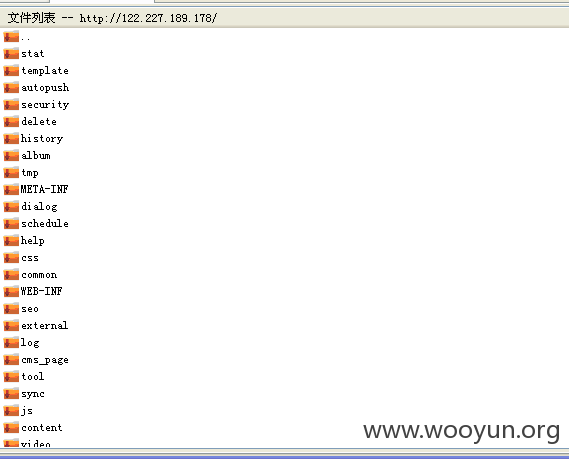 文件列表 -- http://122.227.189.178/
..
stat
template
autopush
security
delete
history
album
tmp
META-INF
dialog
schedule
help
css
common
WEB-INF
seo
external
log
cms_page
tool
sync
js
content
video
www.wooyun.org